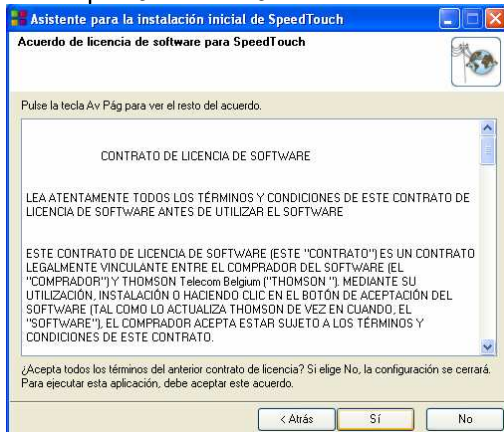 Asistente para la instalación inicial de SpeedTouch
Acuerdo de licencia de software para SpeedTouch
Pulse la tecla Av Pág para ver el resto del acuerdo.
CONTRATO DE LICENCIA DE SOFTWARE
LEA ATENTAMENTE TODOS LOS TÉRMINOS Y CONDICIONES DE ESTE CONTRATO DE
LICENCIA DE SOFTWARE ANTES DE UTILIZAR EL SOFTWARE
ESTE CONTRATO DE LICENCIA DE SOFTWARE (ESTE "CONTRATO") ES UN CONTRATO
LEGALMENTE VINCULANTE ENTRE EL COMPRADOR DEL SOFTWARE (EL
"COMPRADOR") Y THOMSON Telecom Belgium ("THOMSON "). MEDIANTE SU
UTILIZACIÓN, INSTALACIÓN O HACIENDO CLIC EN EL BOTÓN DE ACEPTACIÓN DEL
SOFTWARE (TAL COMO LO ACTUALIZA THOMSON DE VEZ EN CUANDO, EL
"SOFTWARE"), EL COMPRADOR ACEPTA ESTAR SUJETO A LOS TÉRMINOS Y
CONDICIONES DE ESTE CONTRATO.
¿Acepta todos los términos del anterior contrato de licencia? Si elige No, la configuración se cerrará.
Para ejecutar esta aplicación, debe aceptar este acuerdo.
< Atrás Sí No